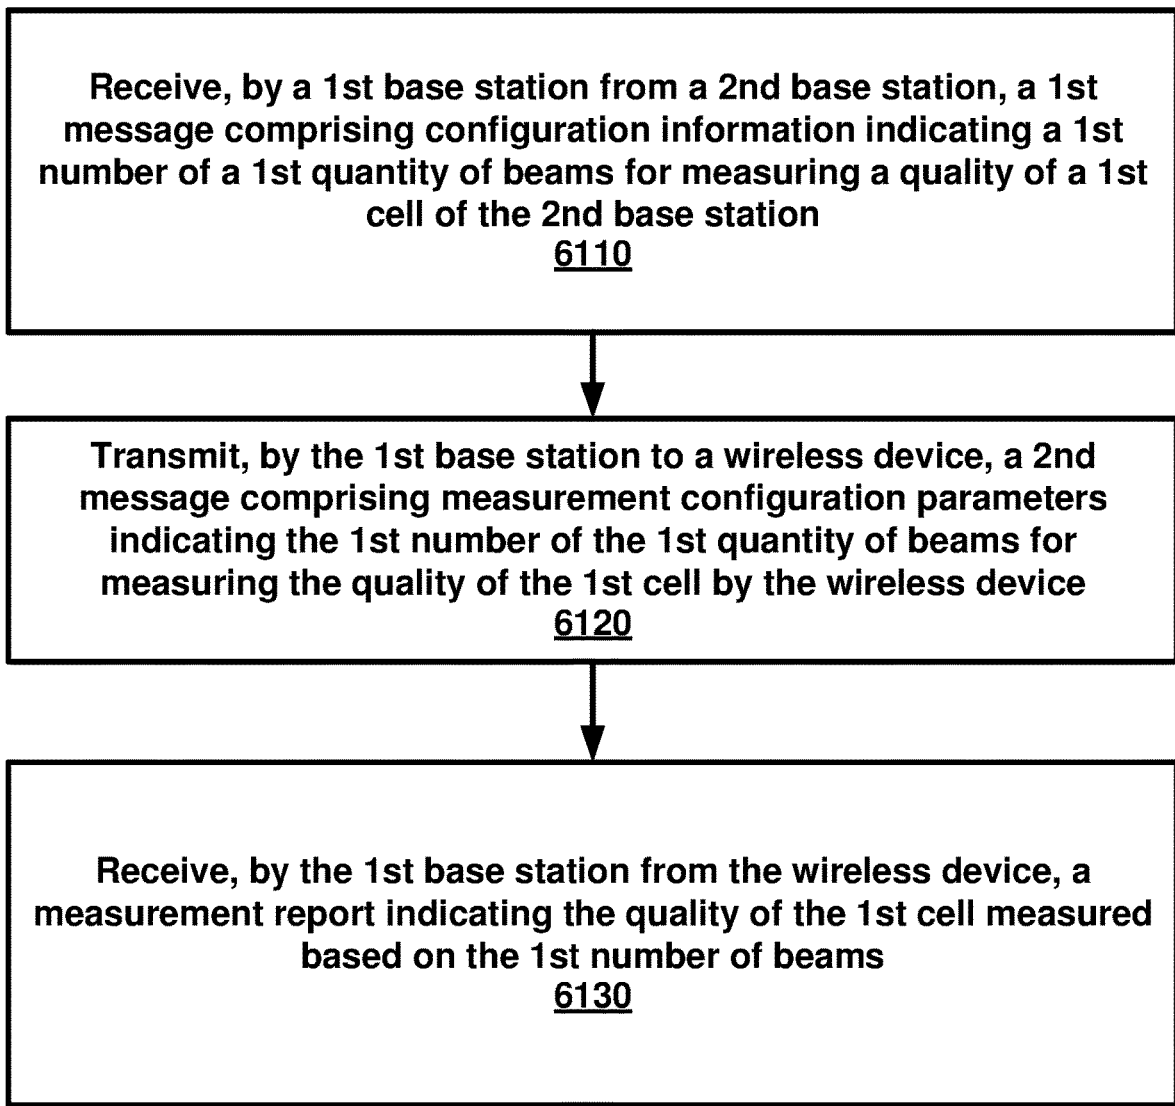 Receive, by a 1st base station from a 2nd base station, a 1st
message comprising configuration information indicating a 1st
number of a 1st quantity of beams for measuring a quality of a 1st
cell of the 2nd base station
6110
Transmit, by the 1st base station to a wireless device, a 2nd
message comprising measurement configuration parameters
indicating the 1st number of the 1st quantity of beams for
measuring the quality of the 1st cell by the wireless device
6120
Receive, by the 1st base station from the wireless device, a
measurement report indicating the quality of the 1st cell measured
based on the 1st number of beams
6130